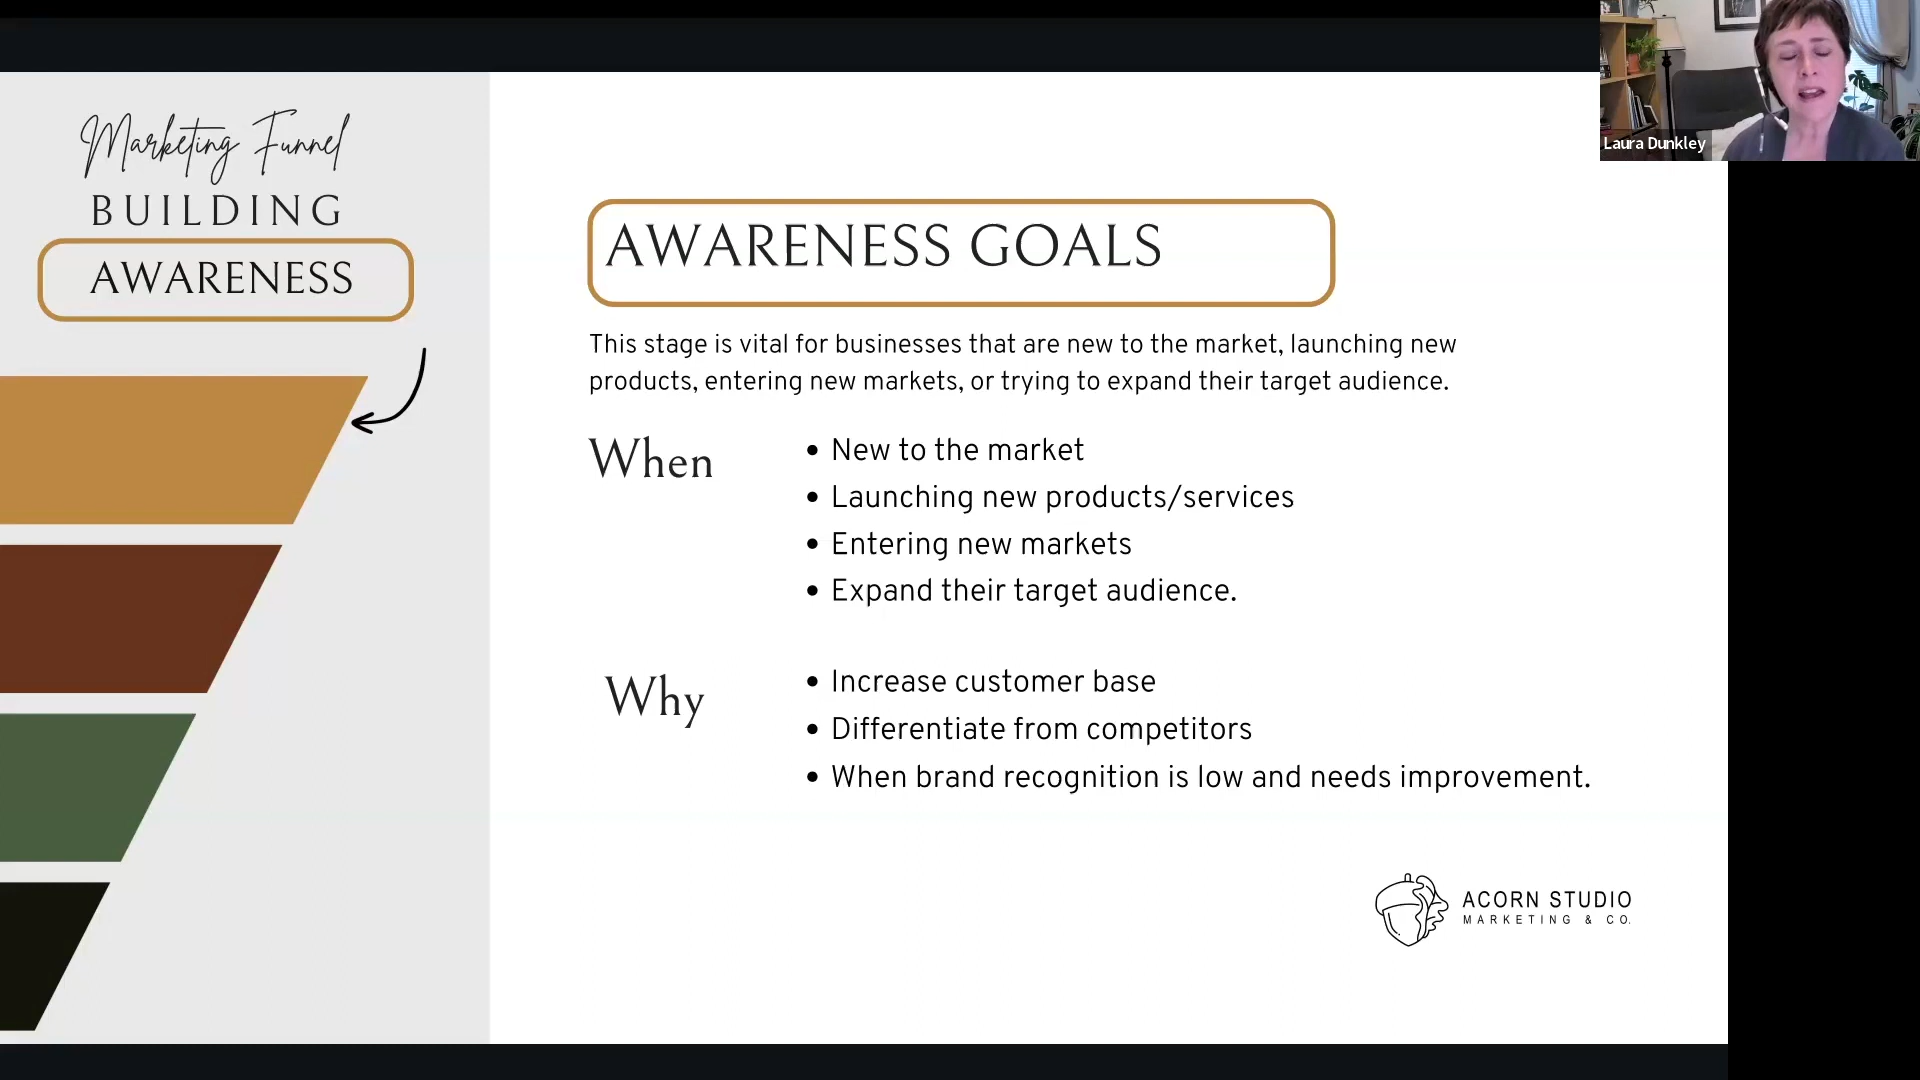 Marketing Funnel
BUILDING
AWARENESS
AWARENESS GOALS
This stage is vital for businesses that are new to the market, launching new
products, entering new markets, or trying to expand their target audience.
When
• New to the market
• Launching new products/services
• Entering new markets
• Expand their target audience.
Why
• Increase customer base
• Differentiate from competitors
• When brand recognition is low and needs improvement.
ACORN STUDIO
MARKETING & CO.
Laura Dunkley